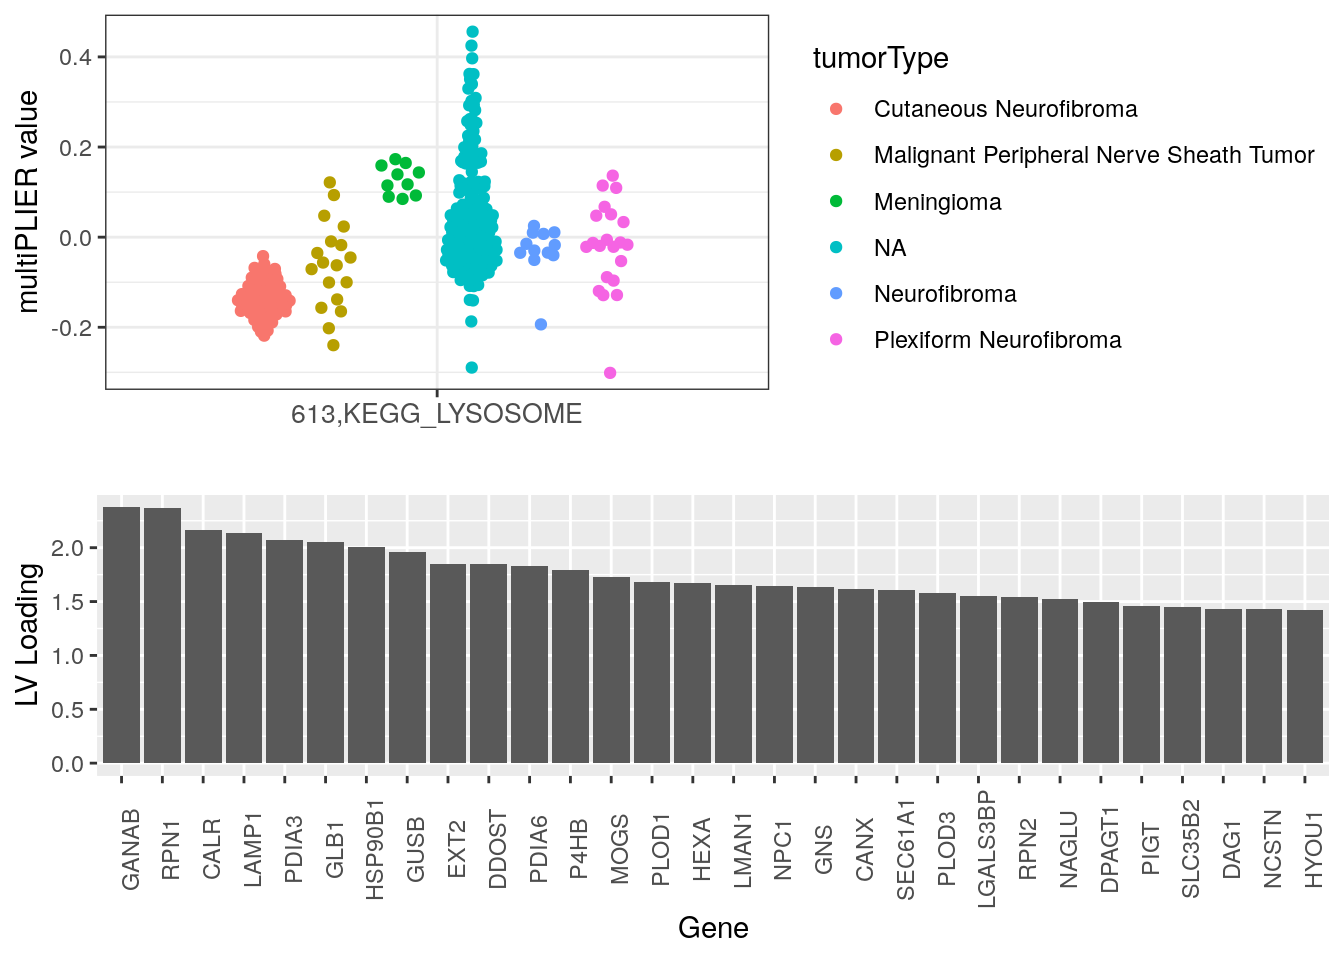 multiPLIER value
0.4
0.2
0.0
-0.2
613,KEGG_LYSOSOME
tumorType
Cutaneous Neurofibroma
Malignant Peripheral Nerve Sheath Tumor
Meningioma
NA
Neurofibroma
Plexiform Neurofibroma
LV Loading
2.0
1.5
1.0
0.5
0.0
GANAB
RPN1
CALR
LAMP1
PDIA3
GLB1
HSP90B1
GUSB
EXT2
DDOST
PDIA6
P4HB
MOGS
PLOD1
HEXA
LMAN1
NPC1
GNS
CANX
SEC61A1
PLOD3
LGALS3BP
RPN2
NAGLU
DPAGT1
PIGT
SLC35B2
DAG1
NCSTN
HYOU1
Gene